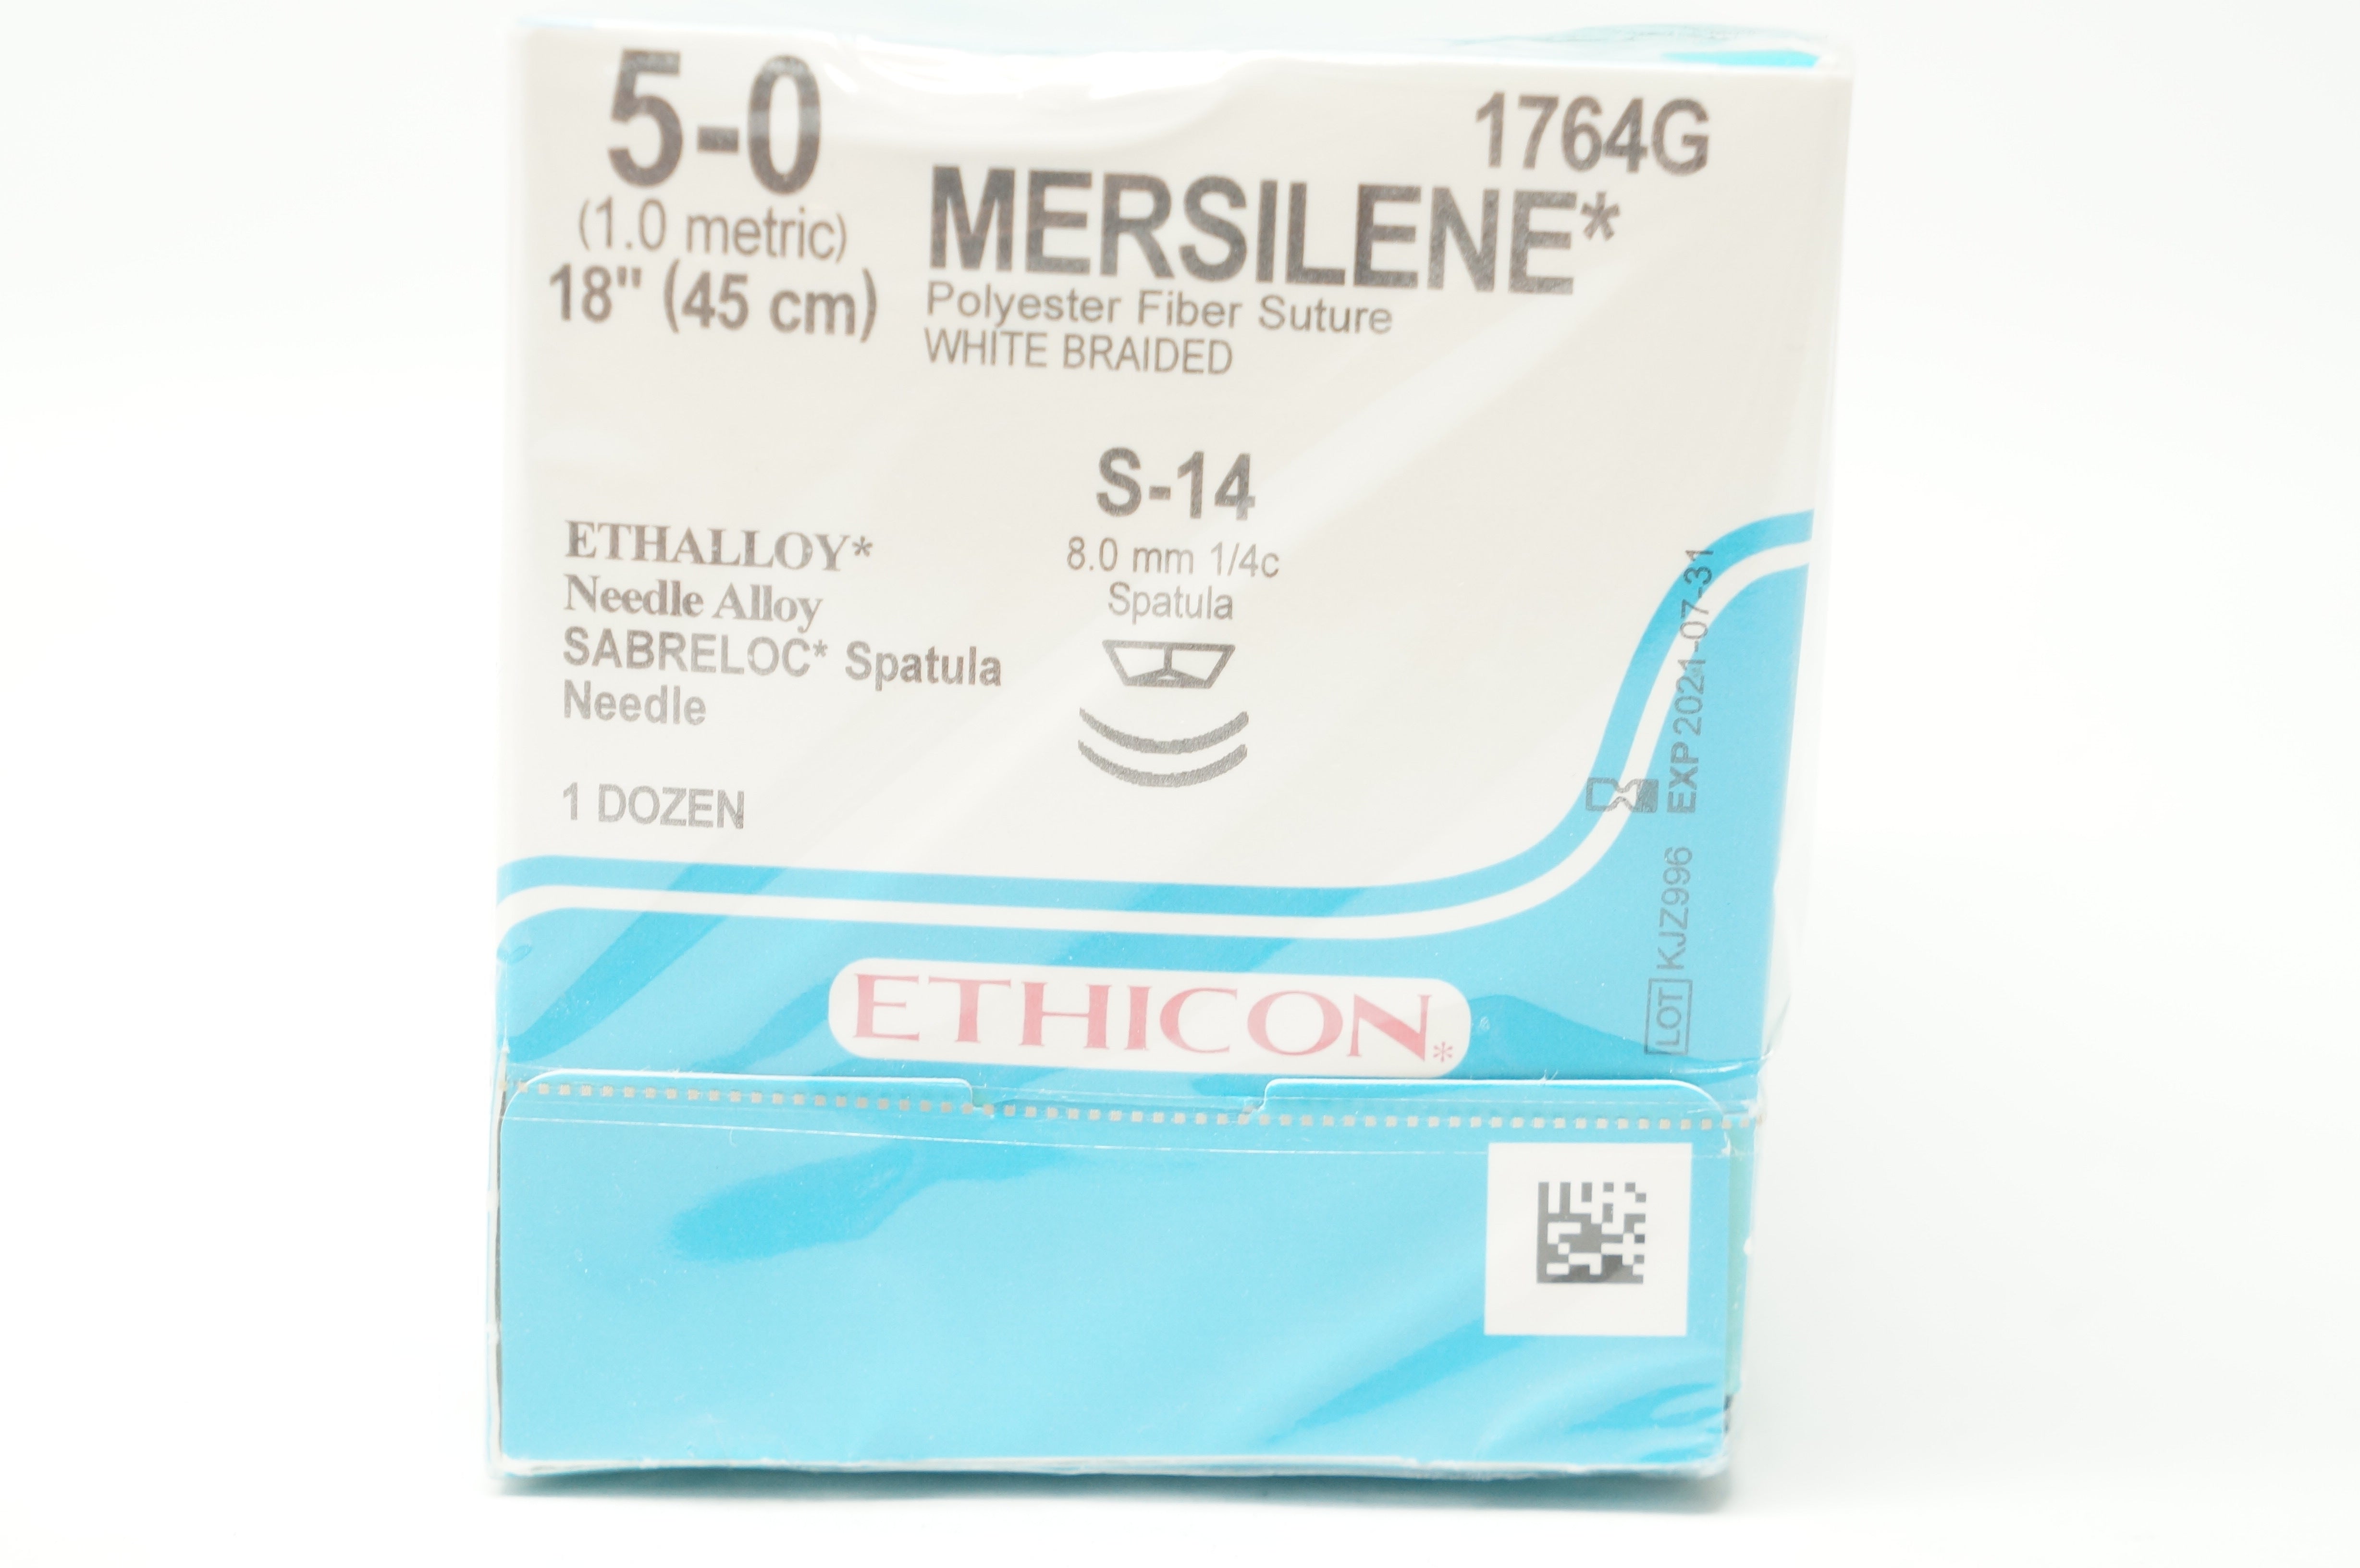 5-0
(1.0 metric)
18" (45 cm)
1764G
MERSILENE*
Polyester Fiber Suture
WHITE BRAIDED
S-14
8.0 mm 1/4c
Spatula
ETHALLOY*
Needle Alloy
SABRELOC* Spatula
Needle
1 DOZEN
LOT KJZ996 EXP 2021-07-31
ETHICON*